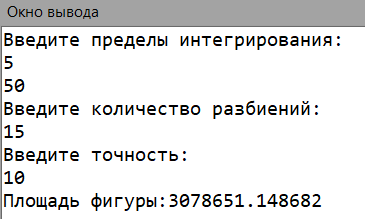 Окно вывода
Введите пределы интегрирования:
5
50
Введите количество разбиений:
15
Введите точность:
10
Площадь фигуры:3078651.148682